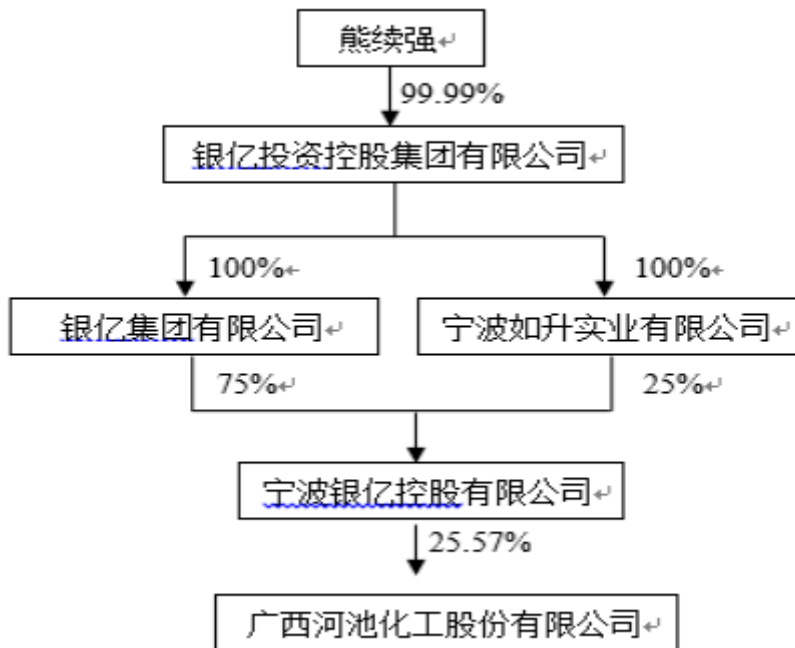 熊续强↵
99.99%
银亿投资控股集团有限公司↵
100%↵
100%↵
银亿集团有限公司↵
宁波如升实业有限公司↵
75%↵
25%↵
宁波银亿控股有限公司↵
25.57%
广西河池化工股份有限公司↵